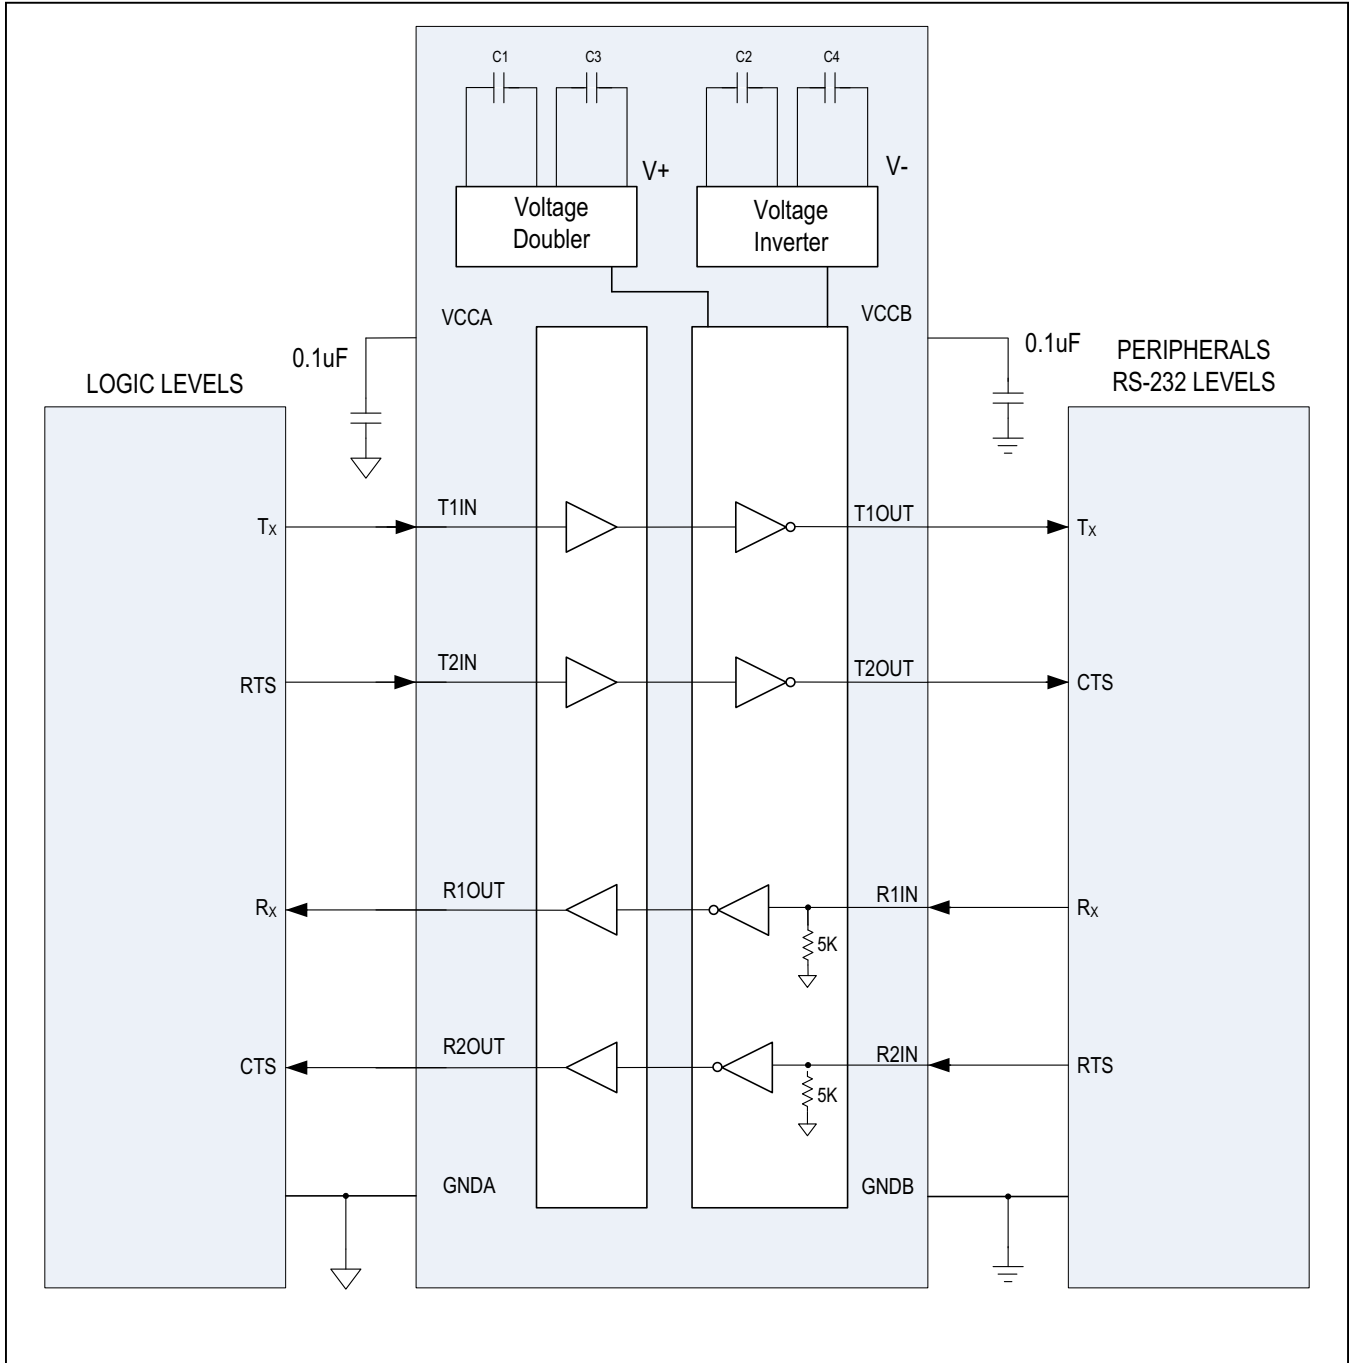 C1
C3
C2
C4
V+
V-
Voltage
Doubler
Voltage
Inverter
VCCA
VCCB
0.1uF
0.1uF
LOGIC LEVELS
PERIPHERALS
RS-232 LEVELS
TX
T1IN
T1OUT
TX
RTS
T2IN
T2OUT
CTS
RX
R1OUT
R1IN
RX
5K
CTS
R2OUT
R2IN
RTS
5K
GNDA
GNDB